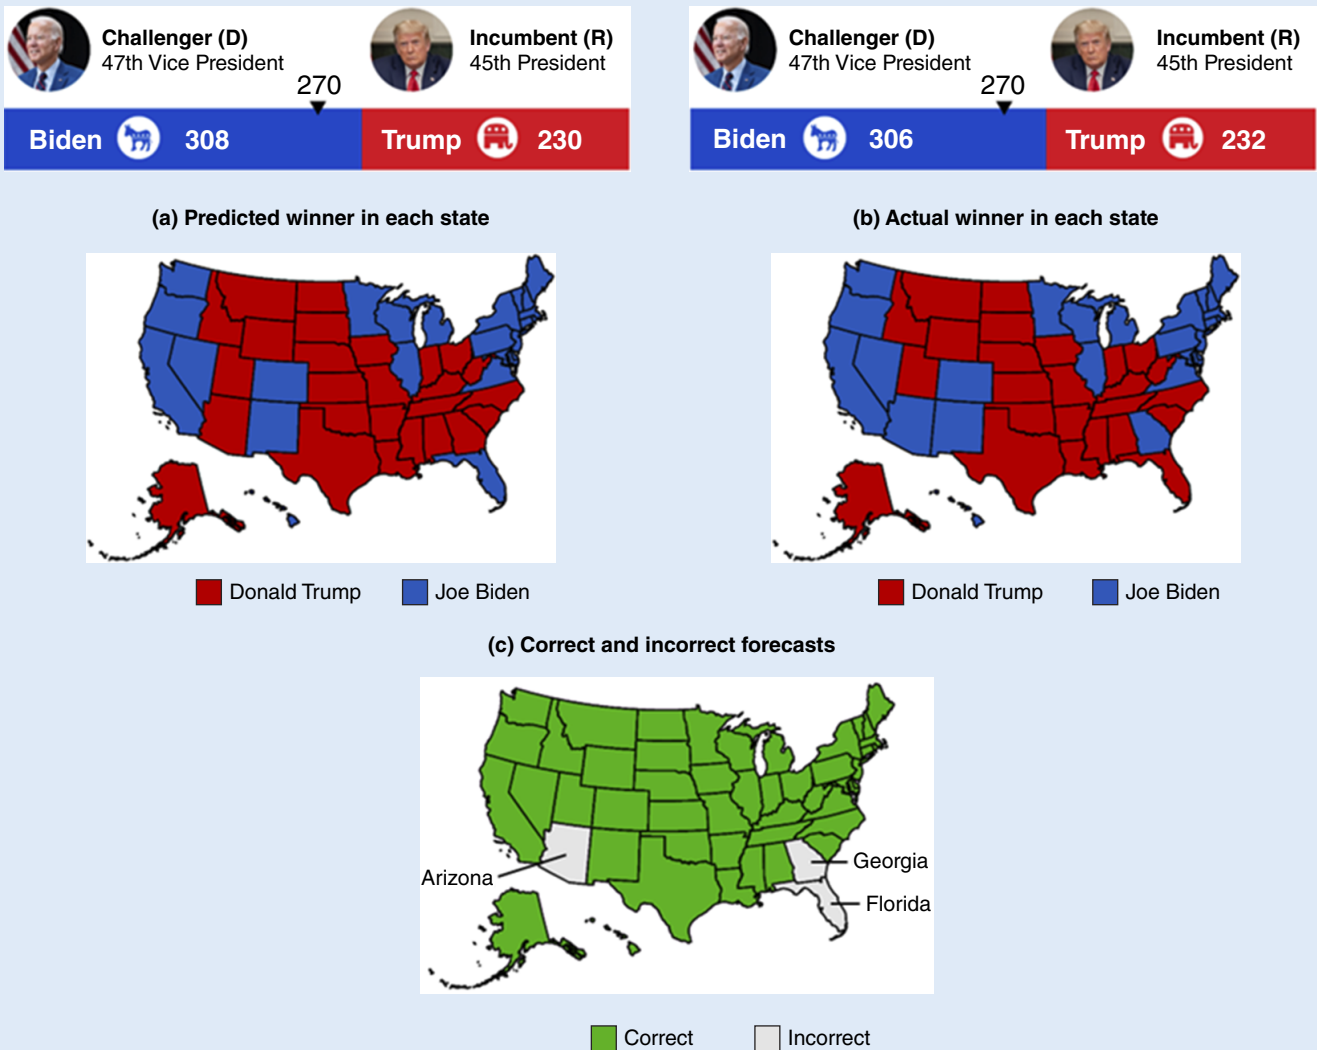 Challenger (D)
47th Vice President
Incumbent (R)
45th President
270
Biden 308
Trump 230
Challenger (D)
47th Vice President
Incumbent (R)
45th President
270
Biden 306
Trump 232
(a) Predicted winner in each state
(b) Actual winner in each state
Donald Trump
Joe Biden
Donald Trump
Joe Biden
(c) Correct and incorrect forecasts
Georgia
Arizona
Florida
Correct
Incorrect